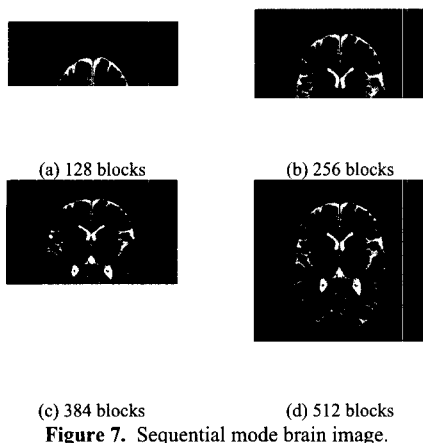 (a) 128 blocks
(b) 256 blocks
(c) 384 blocks
(d) 512 blocks
Figure 7. Sequential mode brain image.